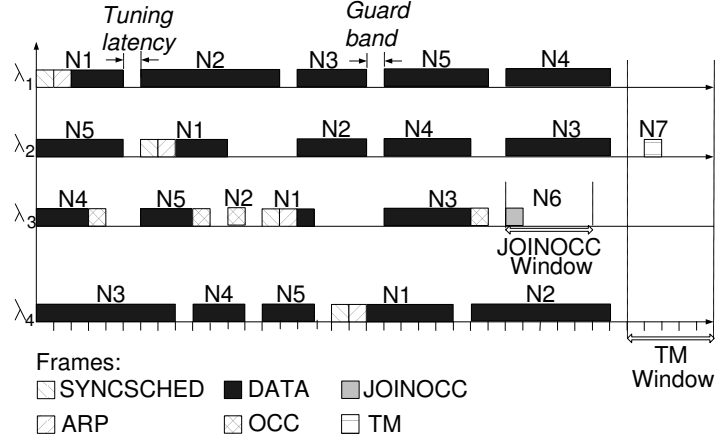 Tuning latency
Guard band
λ1 N1 N2 N3 N5 N4
λ2 N5 N1 N2 N4 N3 N7
λ3 N4 N5 N2 N1 N3 N6
JOINOCC Window
λ4 N3 N4 N5 N1 N2
TM Window
Frames:
SYNCSCHED DATA JOINOCC
ARP OCC TM